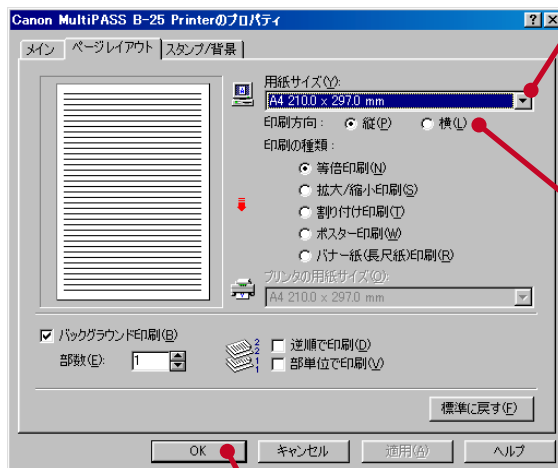 Canon MultiPASS B-25 Printerのプロパティ
メイン ページレイアウト スタンプ/背景
用紙サイズ(Y):
A4 210.0 x 297.0 mm
印刷方向: 縦(P) 横(L)
印刷の種類:
等倍印刷(N)
拡大/縮小印刷(S)
割り付け印刷(T)
ポスター印刷(W)
バナー紙(長尺紙)印刷(R)
プリンタの用紙サイズ(O):
A4 210.0 x 297.0 mm
バックグラウンド印刷(B)
部数(E): 1
2
2
1
1
逆順で印刷(D)
部単位で印刷(V)
標準に戻す(F)
OK キャンセル 適用(A) ヘルプ